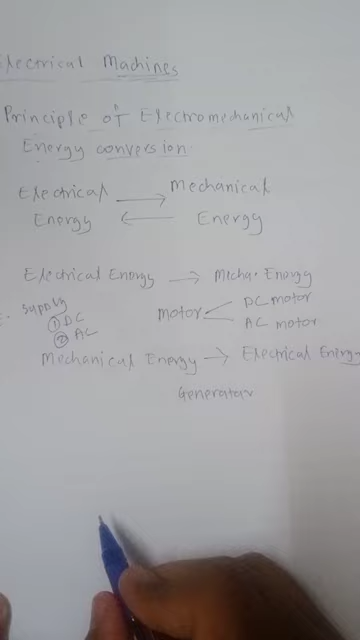 Electrical Machines
Principle of Electromechanical
Energy conversion.
Electrical Energy → Mechanical Energy
←
Electrical Energy → Mecha. Energy
Supply
① DC
② AC
Motor < DC motor
AC motor
Mechanical Energy → Electrical Energy
Generator